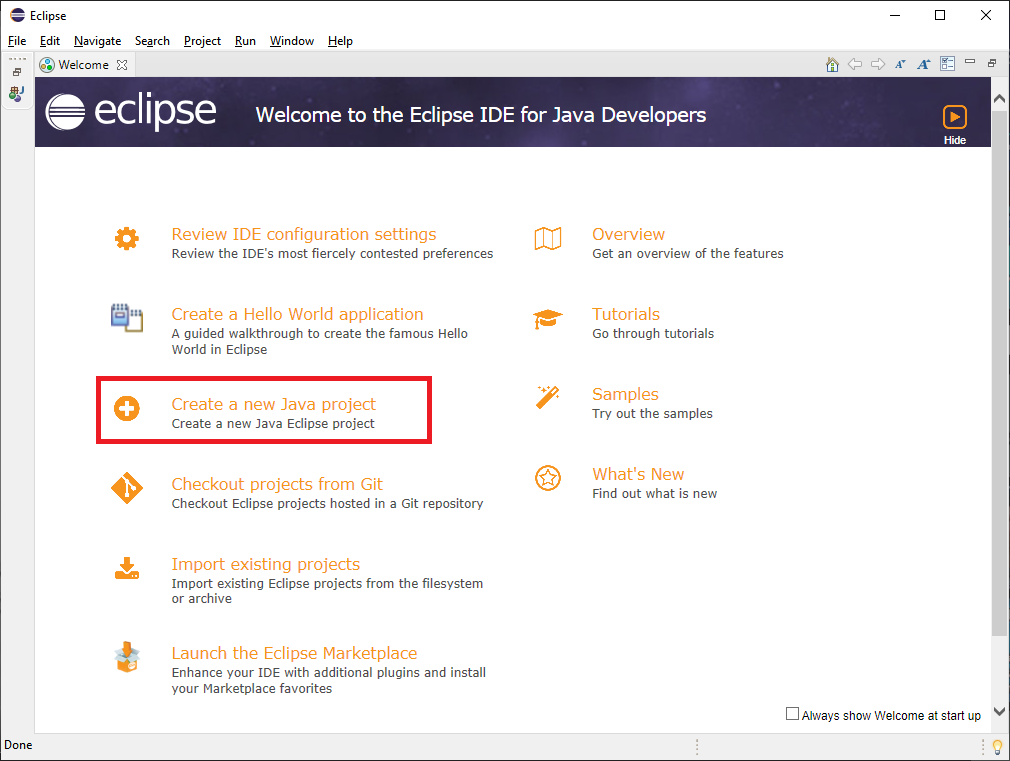 Eclipse
File Edit Navigate Search Project Run Window Help
Welcome
eclipse
Welcome to the Eclipse IDE for Java Developers
Hide
Review IDE configuration settings
Review the IDE's most fiercely contested preferences
Overview
Get an overview of the features
Create a Hello World application
A guided walkthrough to create the famous Hello
World in Eclipse
Tutorials
Go through tutorials
Create a new Java project
Create a new Java Eclipse project
Samples
Try out the samples
Checkout projects from Git
Checkout Eclipse projects hosted in a Git repository
What's New
Find out what is new
Import existing projects
Import existing Eclipse projects from the filesystem
or archive
Launch the Eclipse Marketplace
Enhance your IDE with additional plugins and install
your Marketplace favorites
Always show Welcome at start up
Done